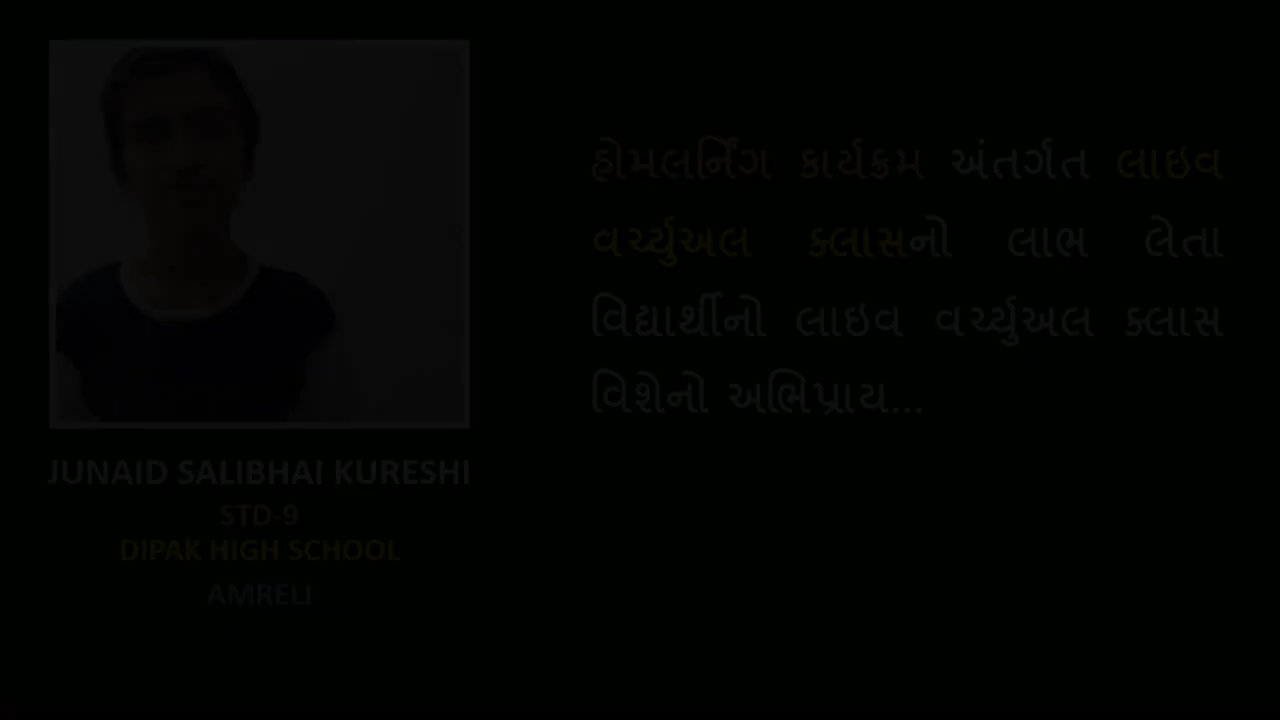 હોમલર્નિંગ કાર્યક્રમ અંતર્ગત લાઇવ
વર્ચ્યુઅલ ક્લાસનો લાભ લેતા
વિદ્યાર્થીનો લાઇવ વર્ચ્યુઅલ ક્લાસ
વિશેનો અભિપ્રાય...
JUNAID SALIBHAI KURESHI
STD-9
DIPAK HIGH SCHOOL
AMRELI